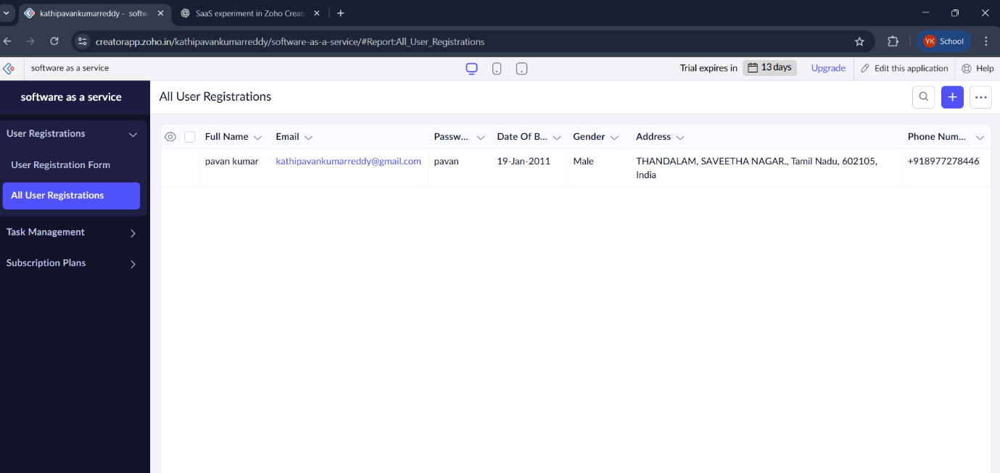 kathipavankumarreddy - softw
SaaS experiment in Zoho Creat
creatorapp.zoho.in/kathipavankumarreddy/software-as-a-service/#Report:All_User_Registrations
YK School
software as a service
Trial expires in 13 days Upgrade Edit this application Help
software as a service
All User Registrations
User Registrations
User Registration Form
All User Registrations
Task Management
Subscription Plans
Full Name Email Passw... Date Of B... Gender Address Phone Num...
pavan kumar kathipavankumarreddy@gmail.com pavan 19-Jan-2011 Male THANDALAM, SAVEETHA NAGAR., Tamil Nadu, 602105, +918977278446
India